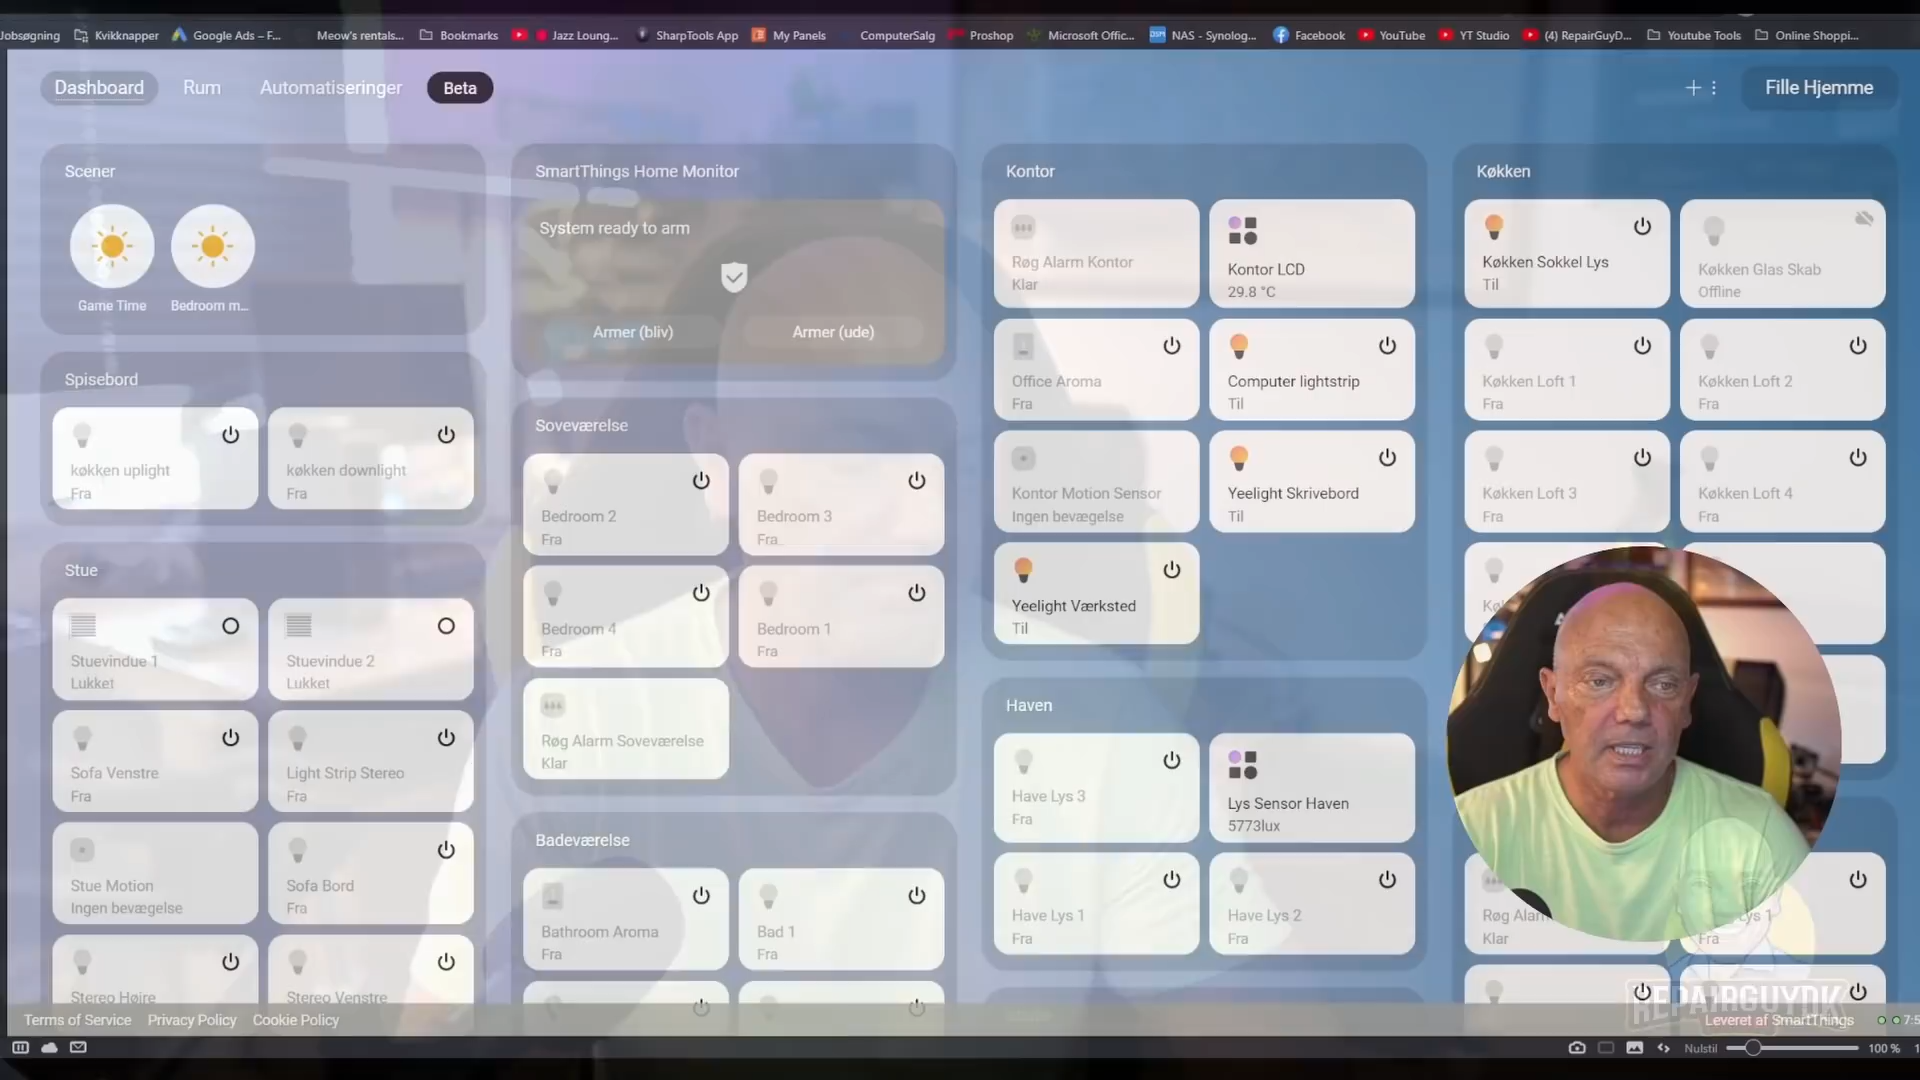 Jobsøgning Kvikknapper Google Ads – F... Meow's rentals... Bookmarks Jazz Loung... SharpTools App My Panels ComputerSalg Proshop Microsoft Offic... NAS - Synolog... Facebook YouTube YT Studio (4) RepairGuyD... Youtube Tools Online Shoppi...
Dashboard Rum Automatiseringer Beta Fille Hjemme
Scener
Game Time Bedroom m...
Spisebord
køkken uplight
Fra
køkken downlight
Fra
Stue
Stuevindue 1
Lukket
Stuevindue 2
Lukket
Sofa Venstre
Fra
Light Strip Stereo
Fra
Stue Motion
Ingen bevægelse
Sofa Bord
Fra
Stereo Højre
Stereo Venstre
SmartThings Home Monitor
System ready to arm
Armer (bliv) Armer (ude)
Soveværelse
Bedroom 2
Fra
Bedroom 3
Fra
Bedroom 4
Fra
Bedroom 1
Fra
Røg Alarm Soveværelse
Klar
Badeværelse
Bathroom Aroma
Fra
Bad 1
Fra
Kontor
Røg Alarm Kontor
Klar
Kontor LCD
29.8 °C
Office Aroma
Fra
Computer lightstrip
Til
Kontor Motion Sensor
Ingen bevægelse
Yeelight Skrivebord
Til
Yeelight Værksted
Til
Haven
Have Lys 3
Fra
Lys Sensor Haven
5773lux
Have Lys 1
Fra
Have Lys 2
Fra
Køkken
Køkken Sokkel Lys
Til
Køkken Glas Skab
Offline
Køkken Loft 1
Fra
Køkken Loft 2
Fra
Køkken Loft 3
Fra
Køkken Loft 4
Fra
Røg Alarm
Klar
Lys 1
Fra
REPAIRGUYDK
Terms of Service Privacy Policy Cookie Policy Leveret af SmartThings
Nulstil 100 %